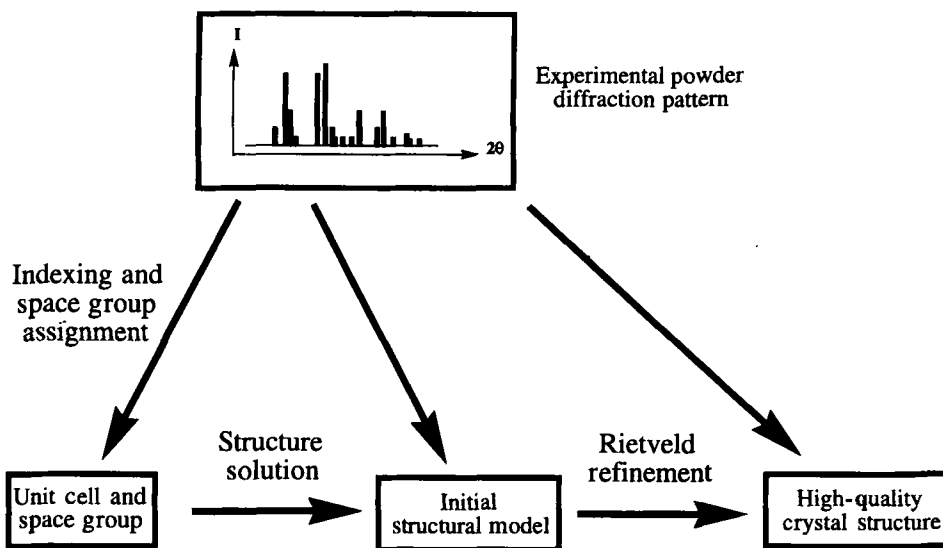 I
2θ
Experimental powder
diffraction pattern
Indexing and
space group
assignment
Structure
solution
Rietveld
refinement
Unit cell and
space group
Initial
structural model
High-quality
crystal structure